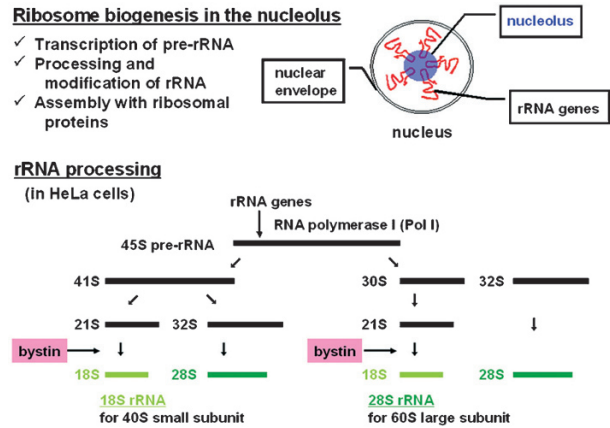 Ribosome biogenesis in the nucleolus
✓ Transcription of pre-rRNA
✓ Processing and
modification of rRNA
✓ Assembly with ribosomal
proteins
nucleolus
nuclear
envelope
rRNA genes
nucleus
rRNA processing
(in HeLa cells)
rRNA genes
RNA polymerase I (Pol I)
45S pre-rRNA
41S 30S 32S
21S 32S 21S
bystin bystin
18S 28S 18S 28S
18S rRNA 28S rRNA
for 40S small subunit for 60S large subunit